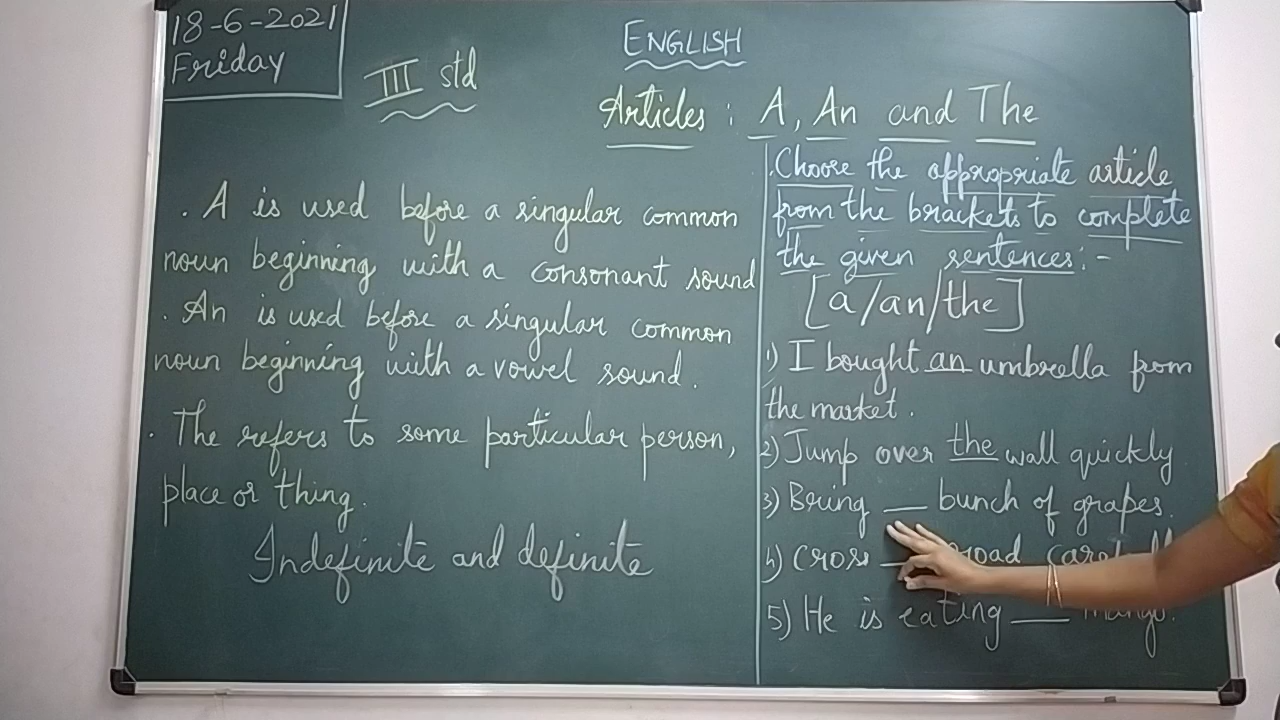 18-6-2021
Friday
III std
ENGLISH
Articles : A, An and The
. A is used before a singular common
noun beginning with a consonant sound
. An is used before a singular common
noun beginning with a vowel sound.
. The refers to some particular person,
place or thing.
Indefinite and definite
. Choose the appropriate article
from the brackets to complete
the given sentences:-
[a/an/the]
1) I bought an umbrella from
the market.
2) Jump over the wall quickly
3) Bring __ bunch of grapes.
4) Cross __ road
5) He is eating __ mango.